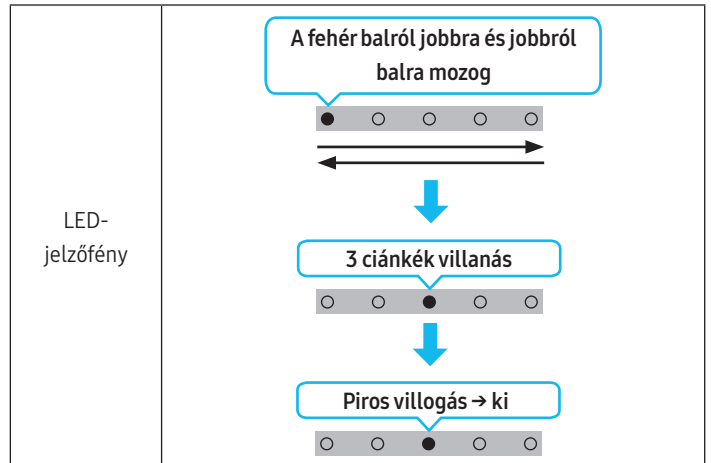 A fehér balról jobbra és jobbról
balra mozog
LED-
jelzőfény
3 ciánkék villanás
Piros villogás → ki